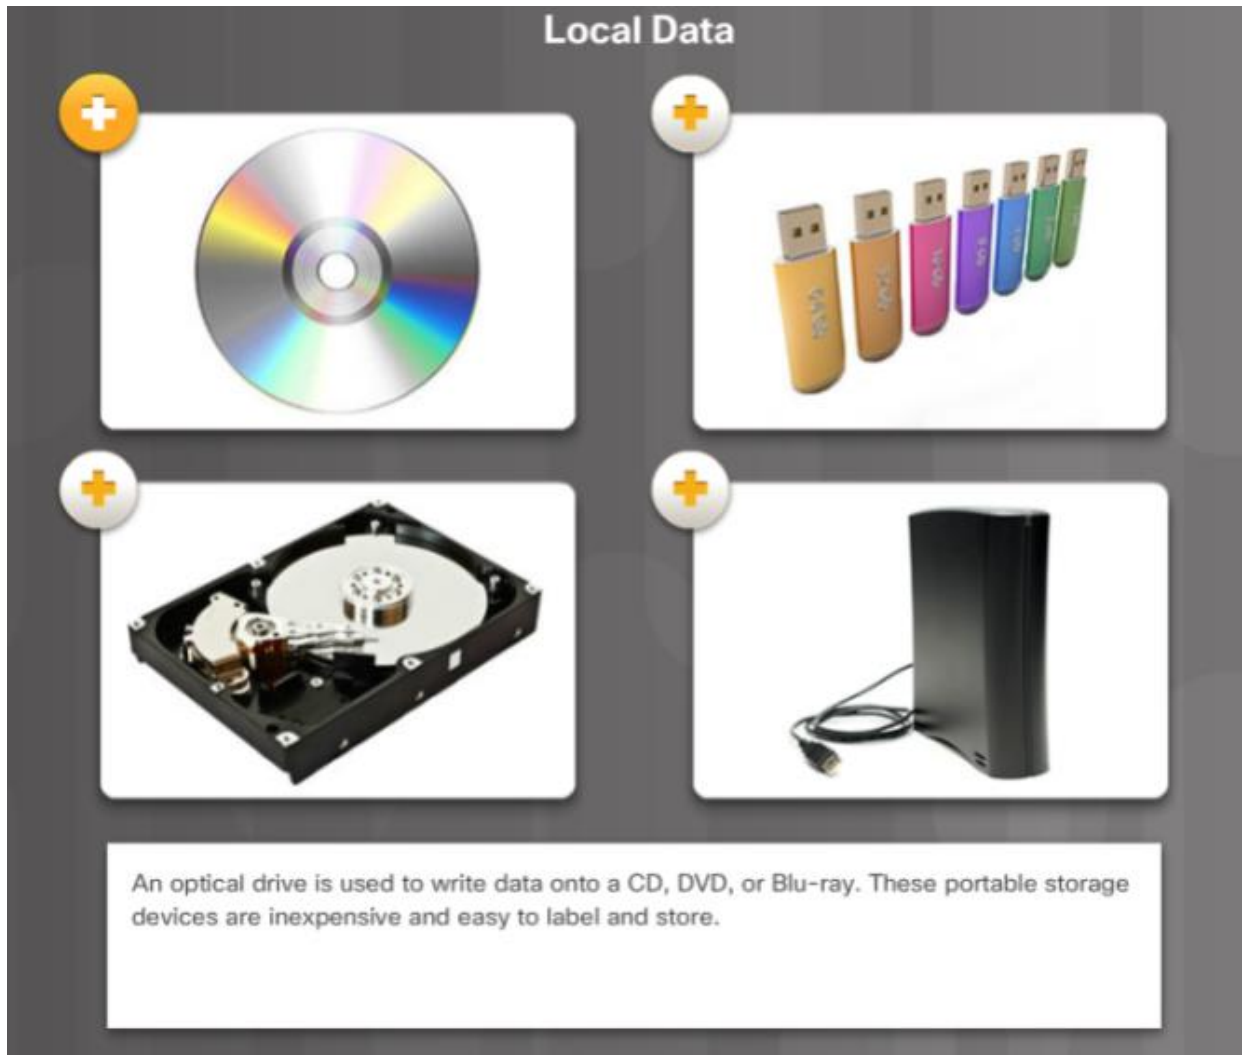 Local Data
64GB
An optical drive is used to write data onto a CD, DVD, or Blu-ray. These portable storage
devices are inexpensive and easy to label and store.